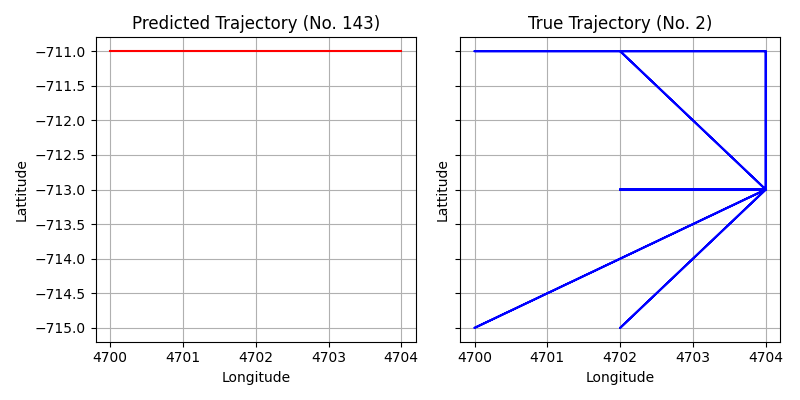 Predicted Trajectory (No. 143)
True Trajectory (No. 2)
Lattitude
−711.0
−711.5
−712.0
−712.5
−713.0
−713.5
−714.0
−714.5
−715.0
4700 4701 4702 4703 4704
Longitude
Lattitude
4700 4701 4702 4703 4704
Longitude